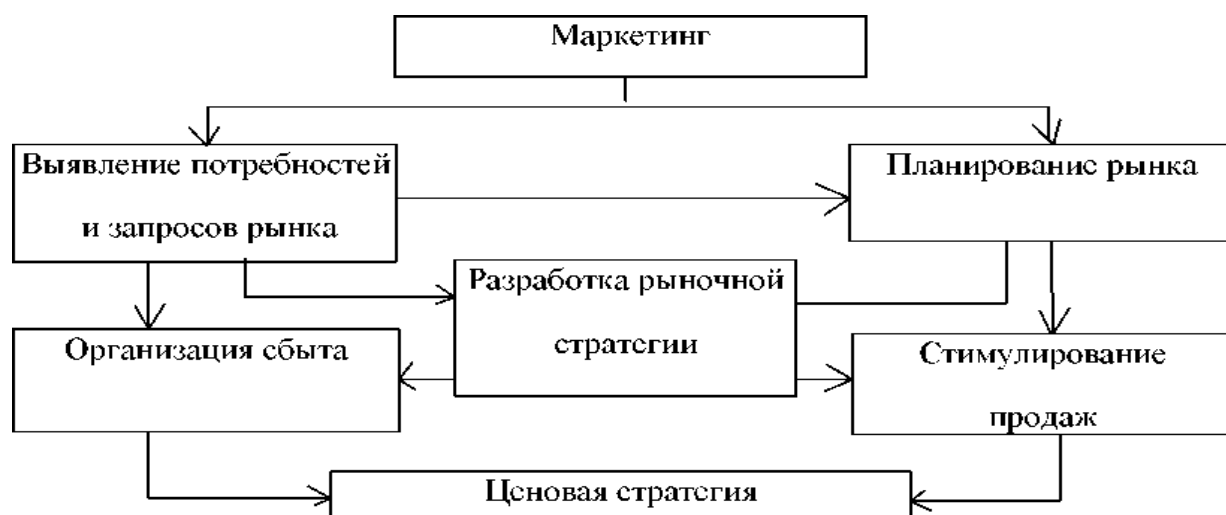 Маркетинг
Выявление потребностей
и запросов рынка
Планирование рынка
Разработка рыночной
стратегии
Организация сбыта
Стимулирование
продаж
Ценовая стратегия